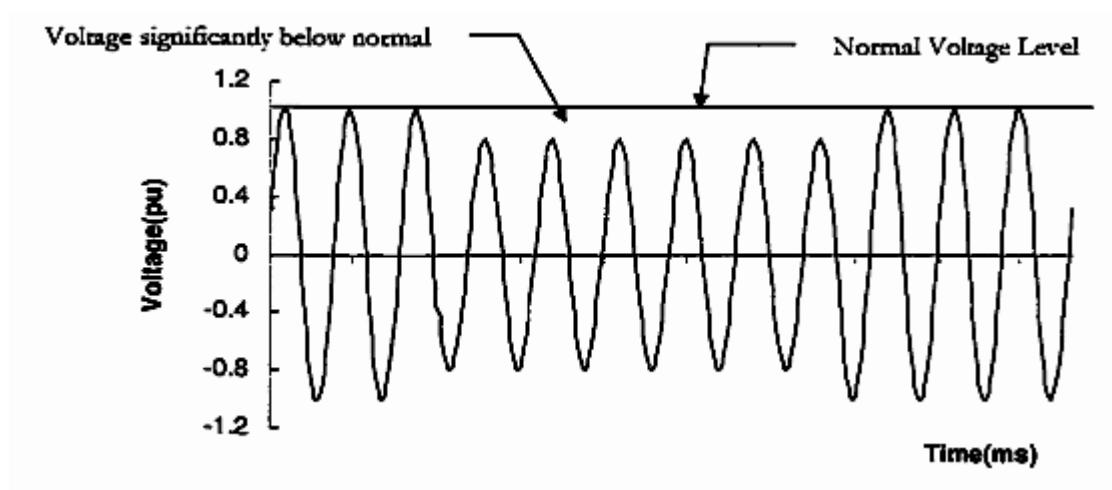 Voltage significantly below normal
Normal Voltage Level
1.2
0.8
0.4
0
-0.4
-0.8
-1.2
Voltage(pu)
Time(ms)